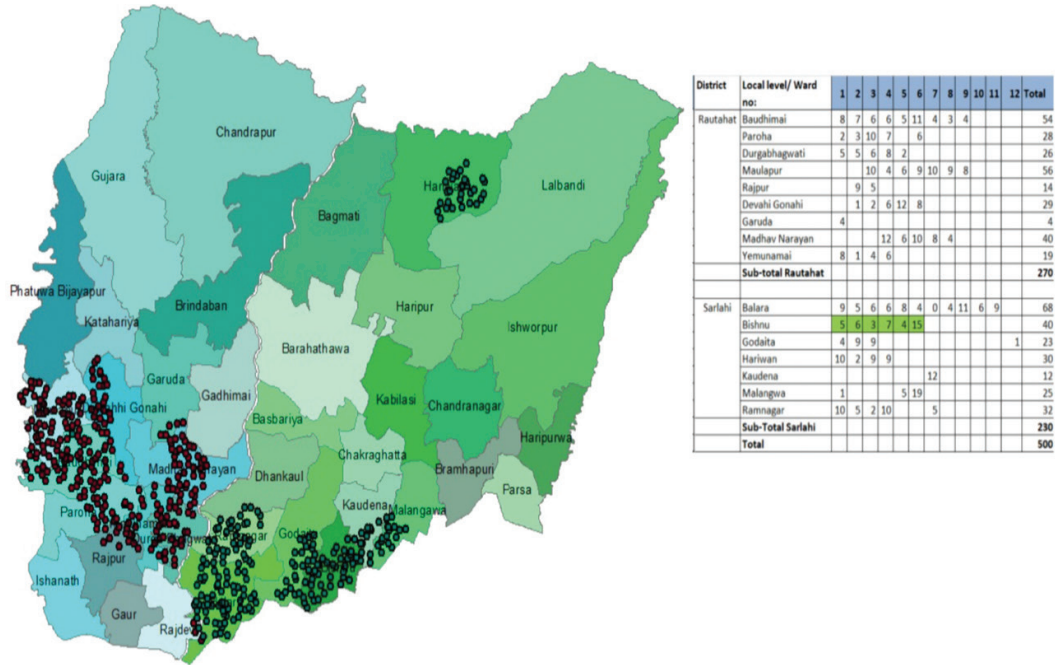 Chandrapur
Gujara
Lalbandi
Bagmati
Phatuwa Bijayapur
Brindaban
Haripur
Katahariya
Ishworpur
Barahathawa
Garuda
Gadhimai
Kabilasi
Chandranagar
Basbariya
Haripurwa
Chakraghatta
Bramhapuri
Dhankaul
Parsa
Kaudena
Malangawa
Rajpur
Ishanath
Gaur
District Local level/ Ward no: 1 2 3 4 5 6 7 8 9 10 11 12 Total
Rautahat Baudhimai 8 7 6 6 5 11 4 3 4 54
Paroha 2 3 10 7 6 28
Durgabhagwati 5 5 6 8 2 26
Maulapur 10 4 6 9 10 9 8 56
Rajpur 9 5 14
Devahi Gonahi 1 2 6 12 8 29
Garuda 4 4
Madhav Narayan 12 6 10 8 4 40
Yemunamai 8 1 4 6 19
Sub-total Rautahat 270
Sarlahi Balara 9 5 6 6 8 4 0 4 11 6 9 68
Bishnu 5 6 3 7 4 15 40
Godaita 4 9 9 1 23
Hariwan 10 2 9 9 30
Kaudena 12 12
Malangwa 1 5 19 25
Ramnagar 10 5 2 10 5 32
Sub-Total Sarlahi 230
Total 500